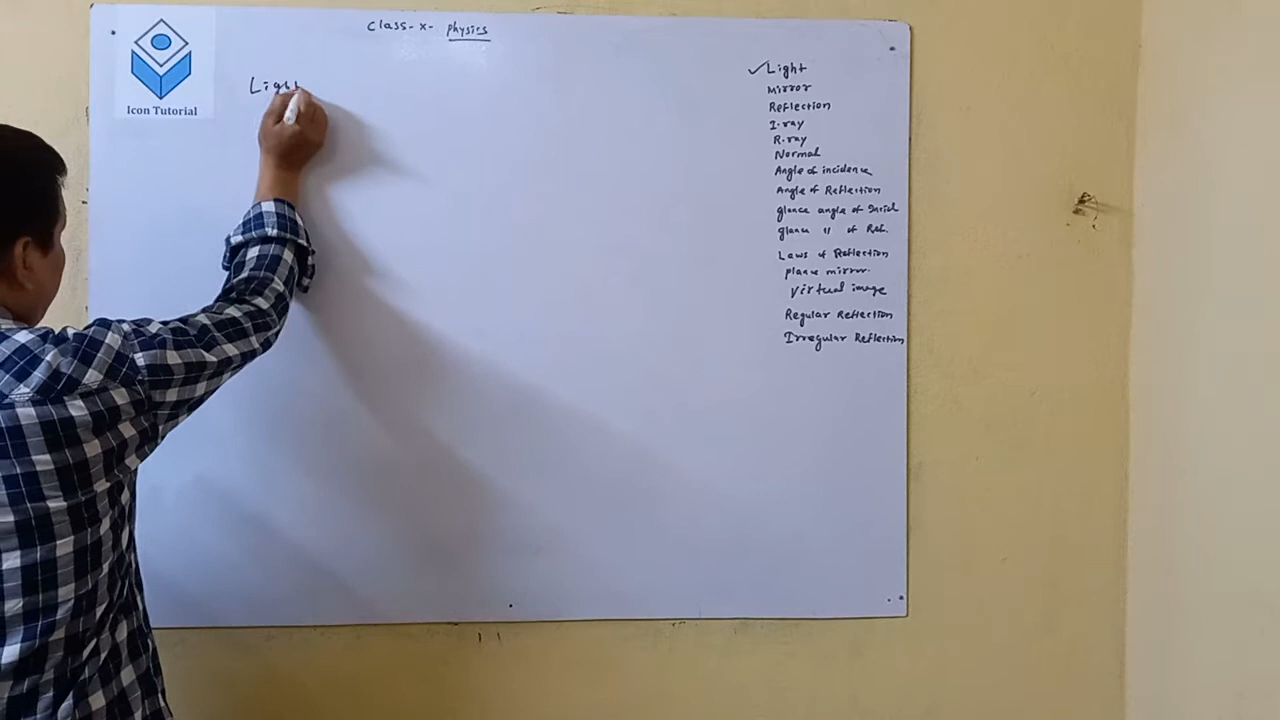 class-x- physics
Icon Tutorial
Light
✓Light
Mirror
Reflection
I.ray
R.ray
Normal
Angle of incidence
Angle of Reflection
glance angle of Incid
glance 11 of Ref.
Laws of Reflection
plane mirror.
Virtual image
Regular Reflection
Irregular Reflection